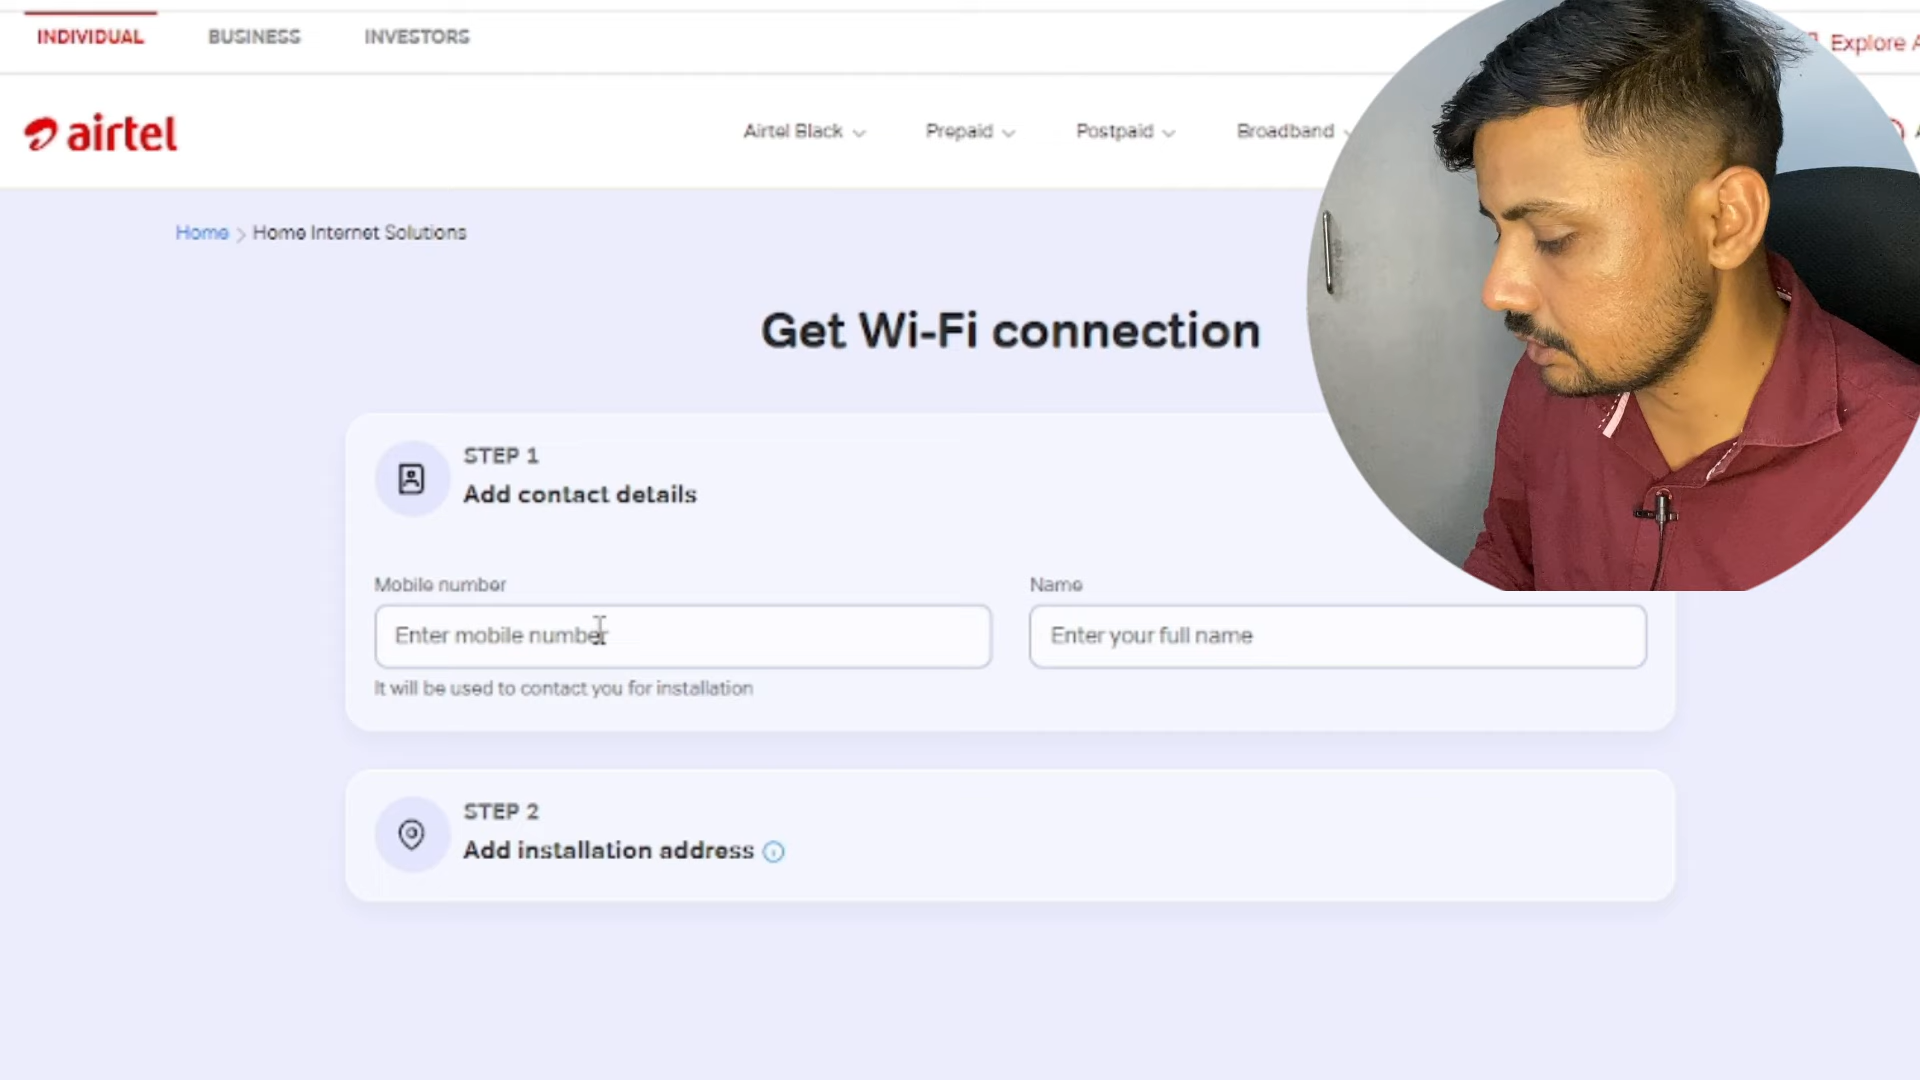 INDIVIDUAL BUSINESS INVESTORS Explore
airtel Airtel Black Prepaid Postpaid Broadband
Home > Home Internet Solutions
Get Wi-Fi connection
STEP 1
Add contact details
Mobile number Name
Enter mobile number Enter your full name
It will be used to contact you for installation
STEP 2
Add installation address